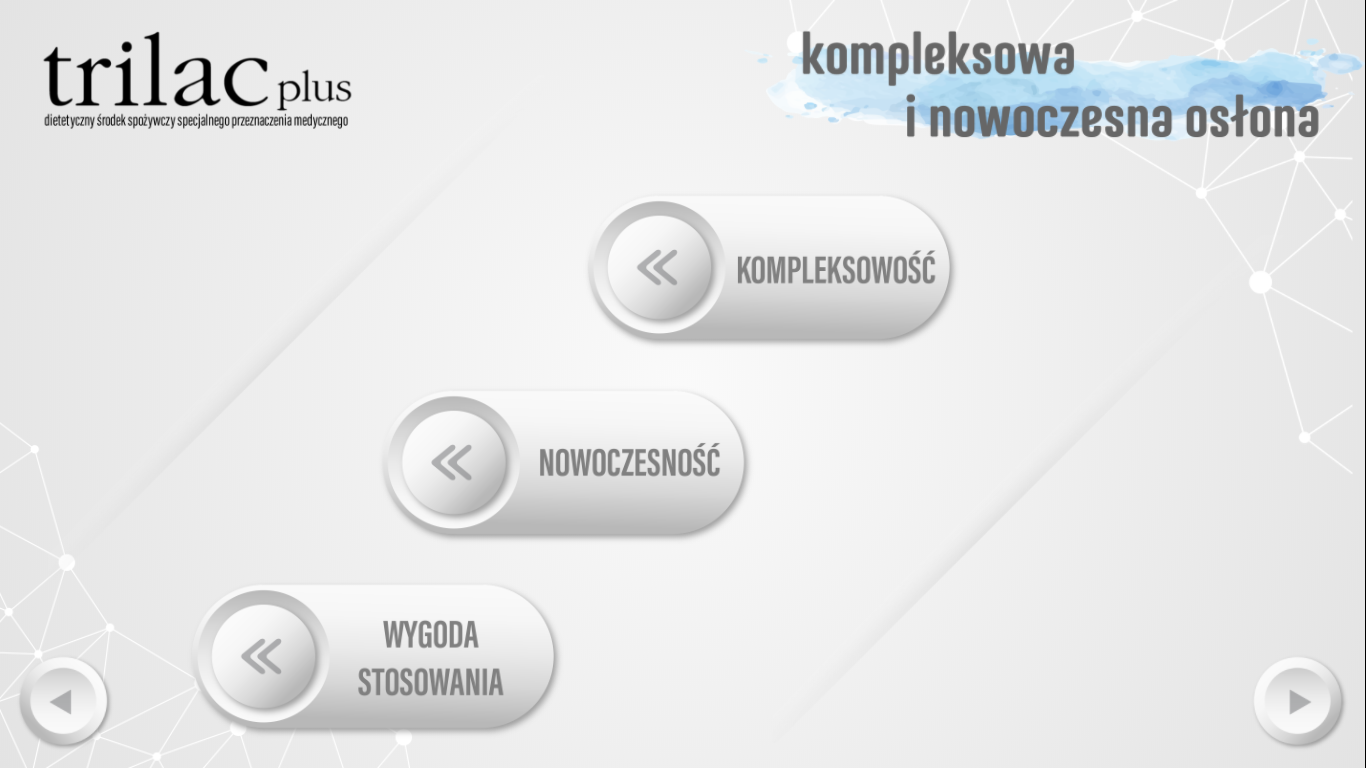 trilac plus
dietetyczny środek spożywczy specjalnego przeznaczenia medycznego
kompleksowa
i nowoczesna osłona
KOMPLEKSOWOŚĆ
NOWOCZESNOŚĆ
WYGODA
STOSOWANIA